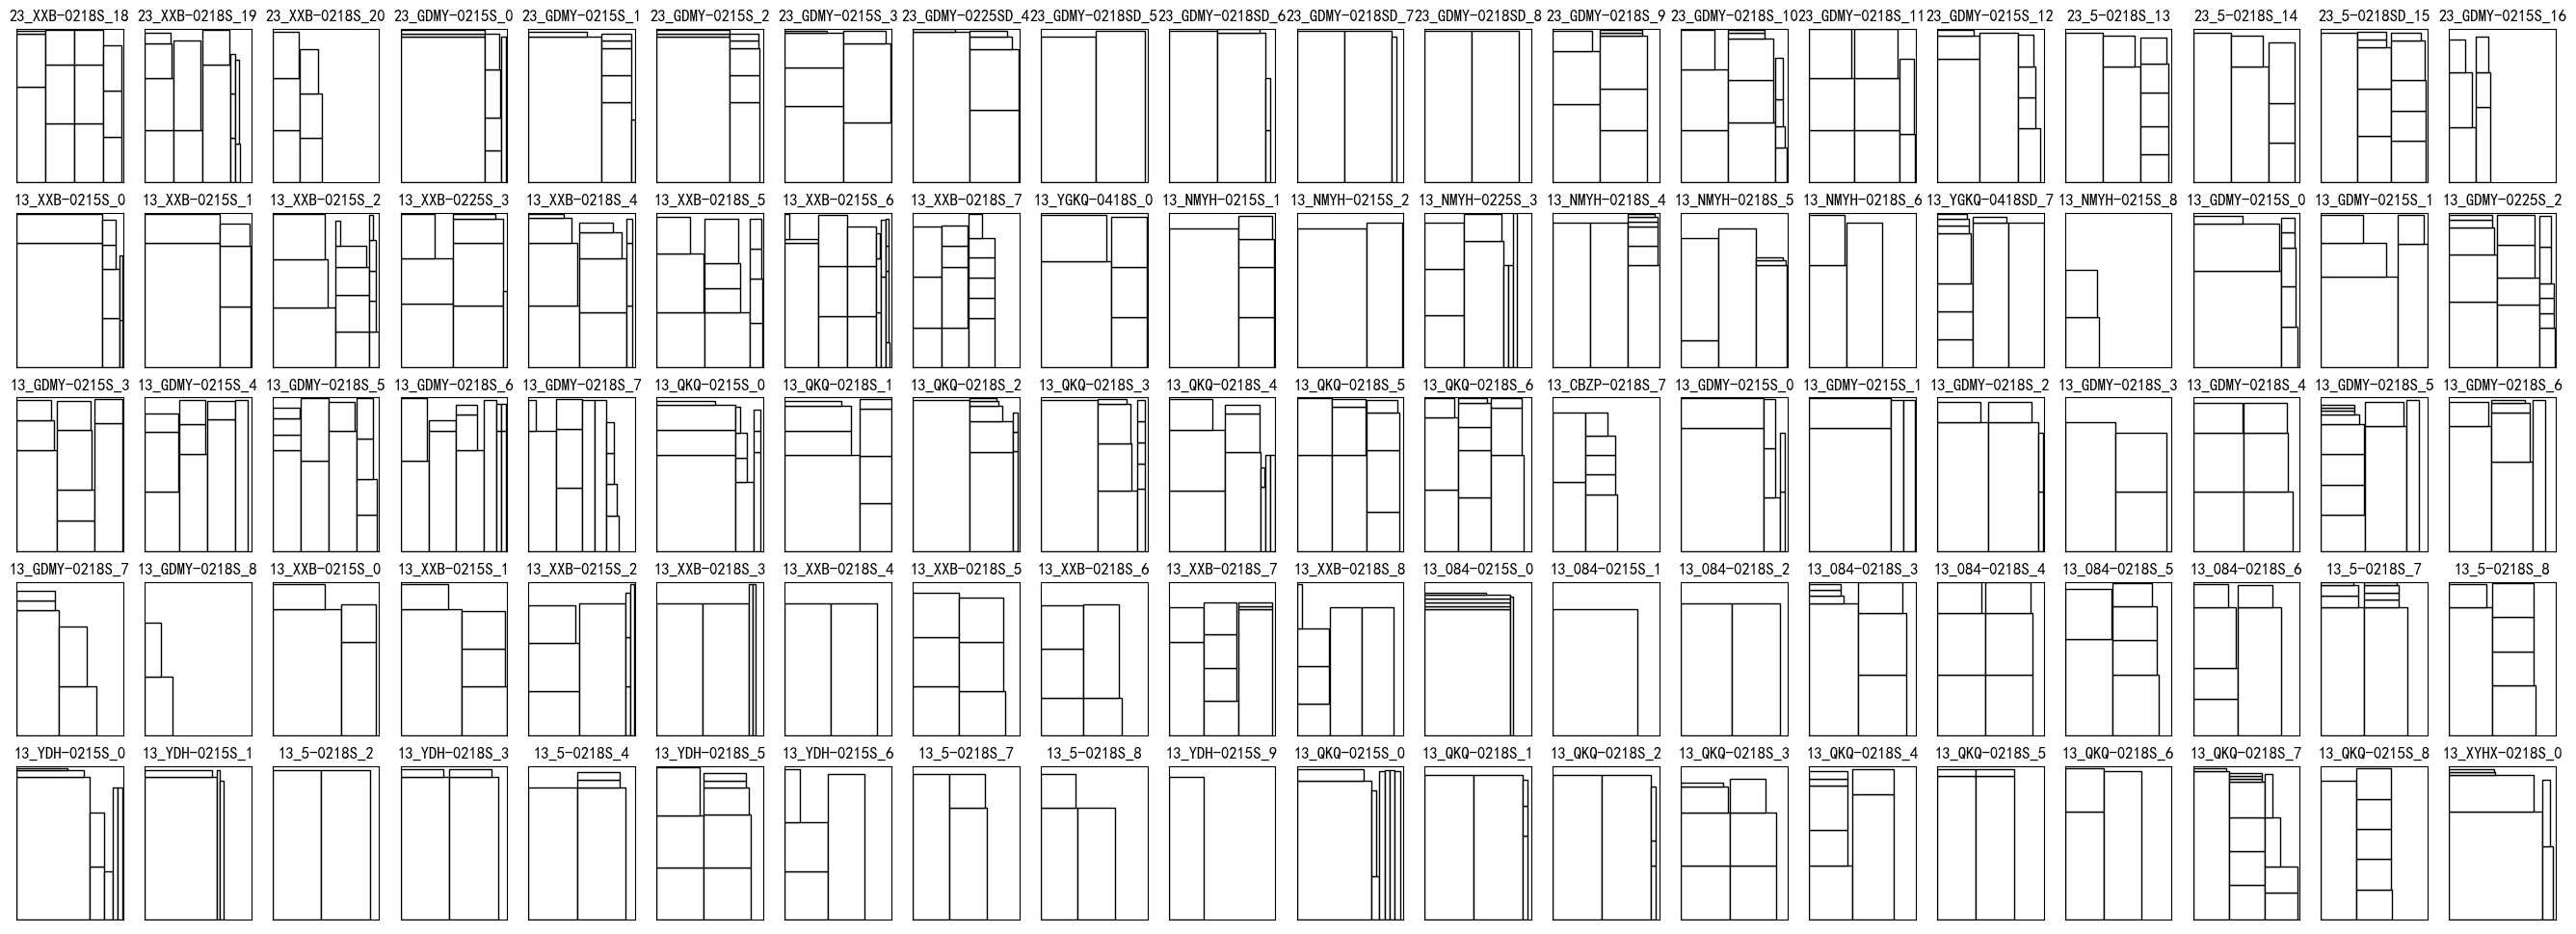 23_XXB-0218S_18 23_XXB-0218S_19 23_XXB-0218S_20 23_GDMY-0215S_0 23_GDMY-0215S_1 23_GDMY-0215S_2 23_GDMY-0215S_3 23_GDMY-0225SD_4 23_GDMY-0218SD_5 23_GDMY-0218SD_6 23_GDMY-0218SD_7 23_GDMY-0218SD_8 23_GDMY-0218S_9 23_GDMY-0218S_10 23_GDMY-0218S_11 23_GDMY-0215S_12 23_5-0218S_13 23_5-0218S_14 23_5-0218SD_15 23_GDMY-0215S_16
13_XXB-0215S_0 13_XXB-0215S_1 13_XXB-0215S_2 13_XXB-0225S_3 13_XXB-0218S_4 13_XXB-0218S_5 13_XXB-0215S_6 13_XXB-0218S_7 13_YGKQ-0418S_0 13_NMYH-0215S_1 13_NMYH-0215S_2 13_NMYH-0225S_3 13_NMYH-0218S_4 13_NMYH-0218S_5 13_NMYH-0218S_6 13_YGKQ-0418SD_7 13_NMYH-0215S_8 13_GDMY-0215S_0 13_GDMY-0215S_1 13_GDMY-0225S_2
13_GDMY-0215S_3 13_GDMY-0215S_4 13_GDMY-0218S_5 13_GDMY-0218S_6 13_GDMY-0218S_7 13_QKQ-0215S_0 13_QKQ-0218S_1 13_QKQ-0218S_2 13_QKQ-0218S_3 13_QKQ-0218S_4 13_QKQ-0218S_5 13_QKQ-0218S_6 13_CBZP-0218S_7 13_GDMY-0215S_0 13_GDMY-0215S_1 13_GDMY-0218S_2 13_GDMY-0218S_3 13_GDMY-0218S_4 13_GDMY-0218S_5 13_GDMY-0218S_6
13_GDMY-0218S_7 13_GDMY-0218S_8 13_XXB-0215S_0 13_XXB-0215S_1 13_XXB-0215S_2 13_XXB-0218S_3 13_XXB-0218S_4 13_XXB-0218S_5 13_XXB-0218S_6 13_XXB-0218S_7 13_XXB-0218S_8 13_084-0215S_0 13_084-0215S_1 13_084-0218S_2 13_084-0218S_3 13_084-0218S_4 13_084-0218S_5 13_084-0218S_6 13_5-0218S_7 13_5-0218S_8
13_YDH-0215S_0 13_YDH-0215S_1 13_5-0218S_2 13_YDH-0218S_3 13_5-0218S_4 13_YDH-0218S_5 13_YDH-0215S_6 13_5-0218S_7 13_5-0218S_8 13_YDH-0215S_9 13_QKQ-0215S_0 13_QKQ-0218S_1 13_QKQ-0218S_2 13_QKQ-0218S_3 13_QKQ-0218S_4 13_QKQ-0218S_5 13_QKQ-0218S_6 13_QKQ-0218S_7 13_QKQ-0215S_8 13_XYHX-0218S_0